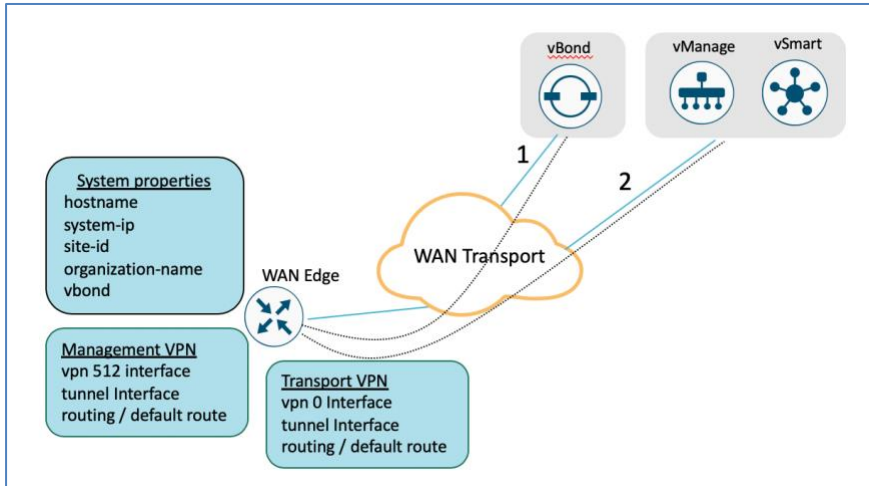 vBond
vManage
vSmart
1
2
System properties
hostname
system-ip
site-id
organization-name
vbond
WAN Transport
WAN Edge
Management VPN
vpn 512 interface
tunnel Interface
routing / default route
Transport VPN
vpn 0 Interface
tunnel Interface
routing / default route